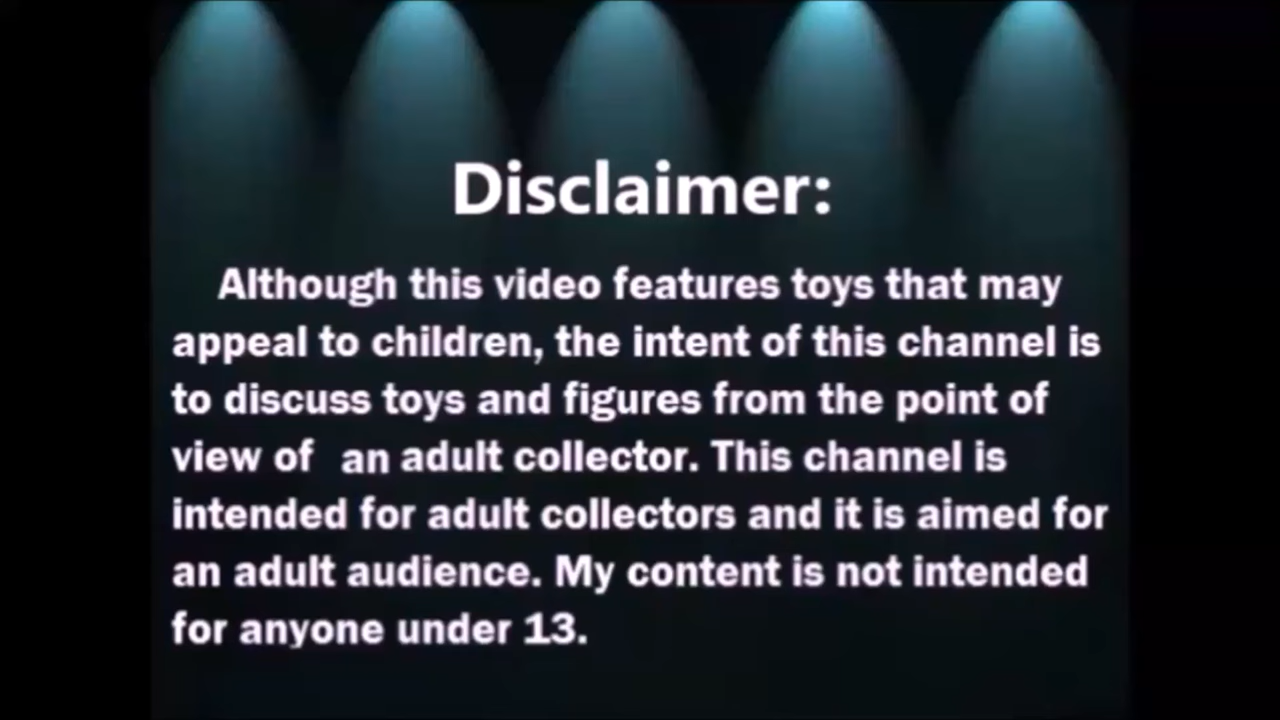 Disclaimer:
Although this video features toys that may
appeal to children, the intent of this channel is
to discuss toys and figures from the point of
view of an adult collector. This channel is
intended for adult collectors and it is aimed for
an adult audience. My content is not intended
for anyone under 13.